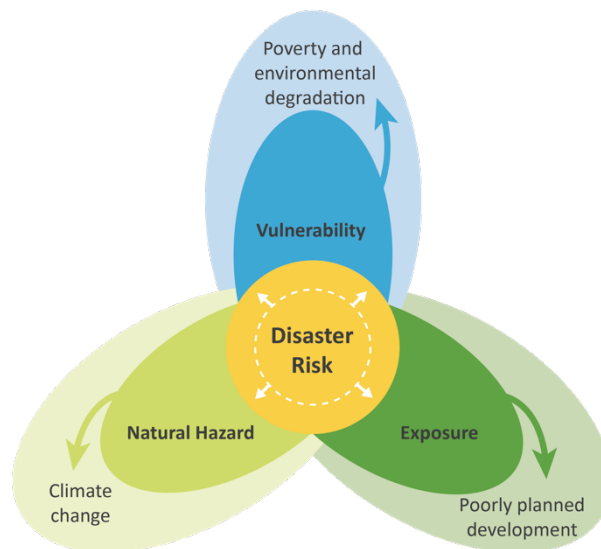 Poverty and
environmental
degradation
Vulnerability
Disaster
Risk
Natural Hazard
Exposure
Climate
change
Poorly planned
development